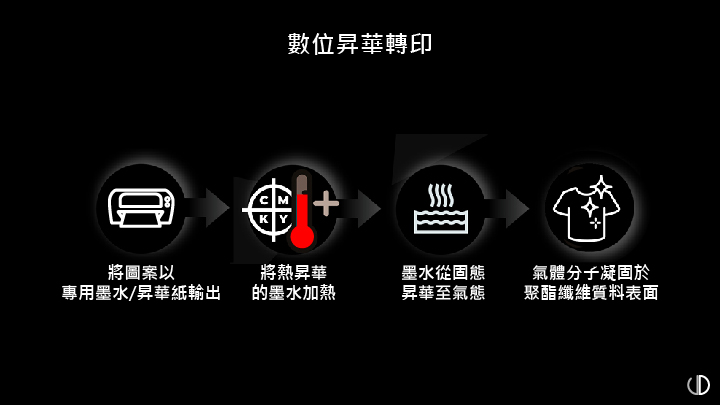 數位昇華轉印
C M
K Y
將圖案以
專用墨水/昇華紙輸出
將熱昇華
的墨水加熱
墨水從固態
昇華至氣態
氣體分子凝固於
聚酯纖維質料表面